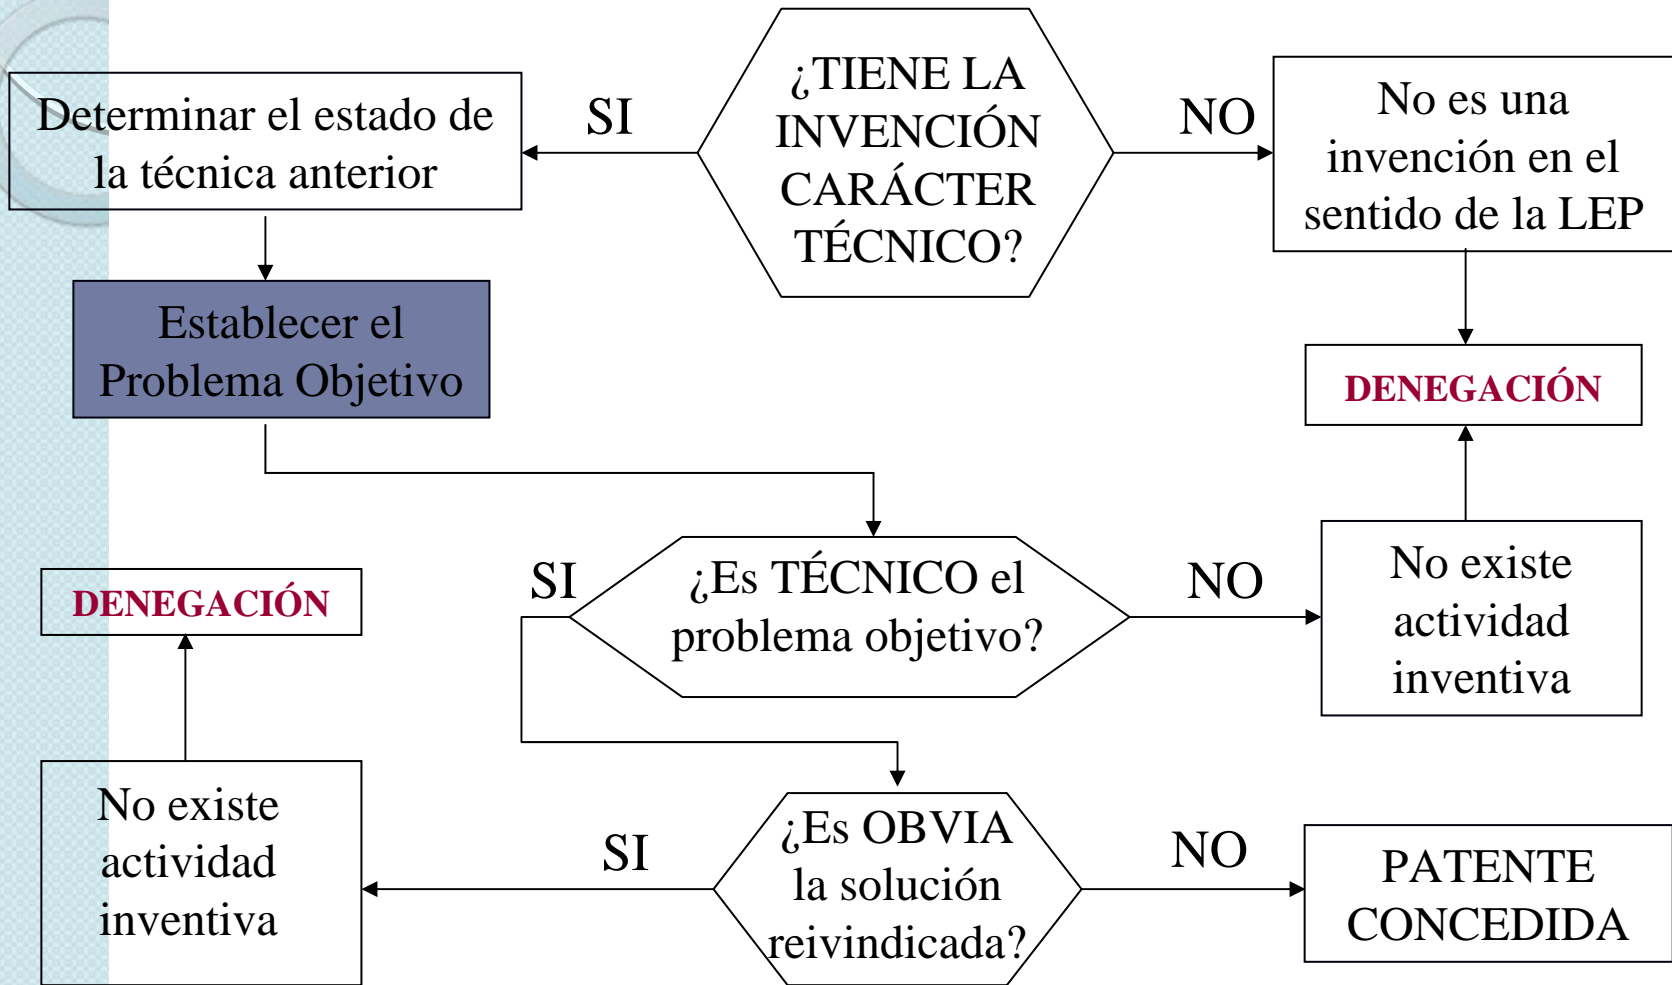 ¿TIENE LA
INVENCIÓN
CARÁCTER
TÉCNICO?
SI
NO
Determinar el estado de
la técnica anterior
No es una
invención en el
sentido de la LEP
Establecer el
Problema Objetivo
DENEGACIÓN
¿Es TÉCNICO el
problema objetivo?
SI
NO
No existe
actividad
inventiva
DENEGACIÓN
No existe
actividad
inventiva
SI
¿Es OBVIA
la solución
reivindicada?
NO
PATENTE
CONCEDIDA